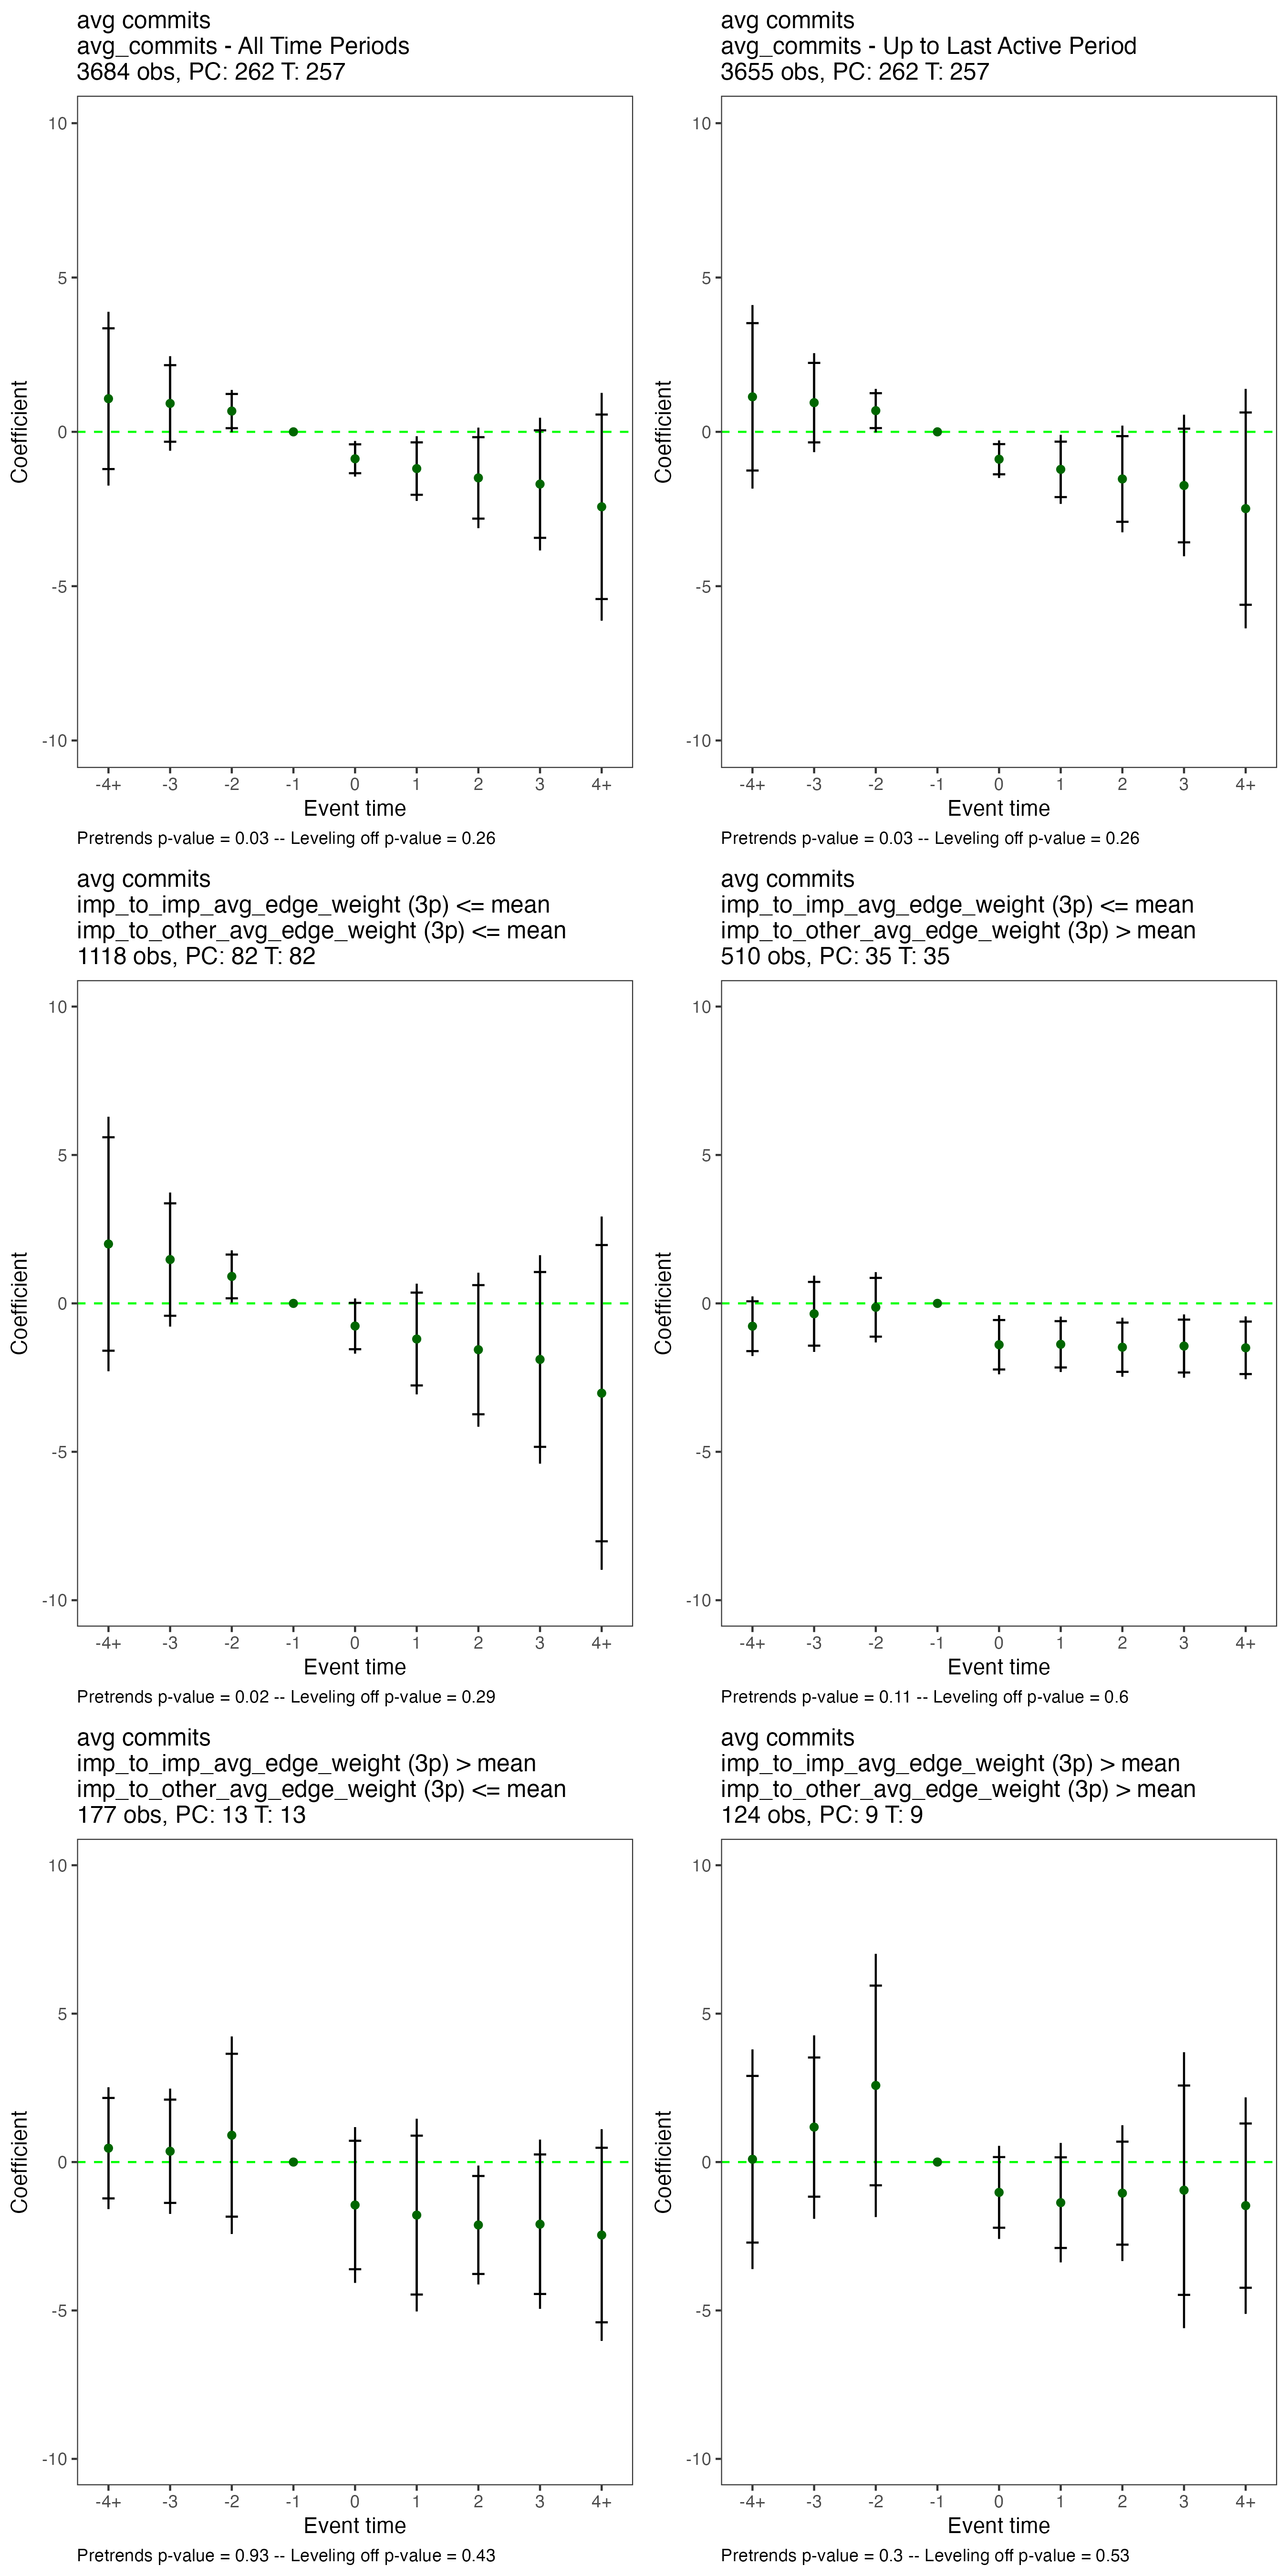 avg commits
avg_commits - All Time Periods
3684 obs, PC: 262 T: 257
10
5
0
-5
-10
Coefficient
-4+ -3 -2 -1 0 1 2 3 4+
Event time
Pretrends p-value = 0.03 -- Leveling off p-value = 0.26
avg commits
avg_commits - Up to Last Active Period
3655 obs, PC: 262 T: 257
10
5
0
-5
-10
Coefficient
-4+ -3 -2 -1 0 1 2 3 4+
Event time
Pretrends p-value = 0.03 -- Leveling off p-value = 0.26
avg commits
imp_to_imp_avg_edge_weight (3p) <= mean
imp_to_other_avg_edge_weight (3p) <= mean
1118 obs, PC: 82 T: 82
10
5
0
-5
-10
Coefficient
-4+ -3 -2 -1 0 1 2 3 4+
Event time
Pretrends p-value = 0.02 -- Leveling off p-value = 0.29
avg commits
imp_to_imp_avg_edge_weight (3p) <= mean
imp_to_other_avg_edge_weight (3p) > mean
510 obs, PC: 35 T: 35
10
5
0
-5
-10
Coefficient
-4+ -3 -2 -1 0 1 2 3 4+
Event time
Pretrends p-value = 0.11 -- Leveling off p-value = 0.6
avg commits
imp_to_imp_avg_edge_weight (3p) > mean
imp_to_other_avg_edge_weight (3p) <= mean
177 obs, PC: 13 T: 13
10
5
0
-5
-10
Coefficient
-4+ -3 -2 -1 0 1 2 3 4+
Event time
Pretrends p-value = 0.93 -- Leveling off p-value = 0.43
avg commits
imp_to_imp_avg_edge_weight (3p) > mean
imp_to_other_avg_edge_weight (3p) > mean
124 obs, PC: 9 T: 9
10
5
0
-5
-10
Coefficient
-4+ -3 -2 -1 0 1 2 3 4+
Event time
Pretrends p-value = 0.3 -- Leveling off p-value = 0.53